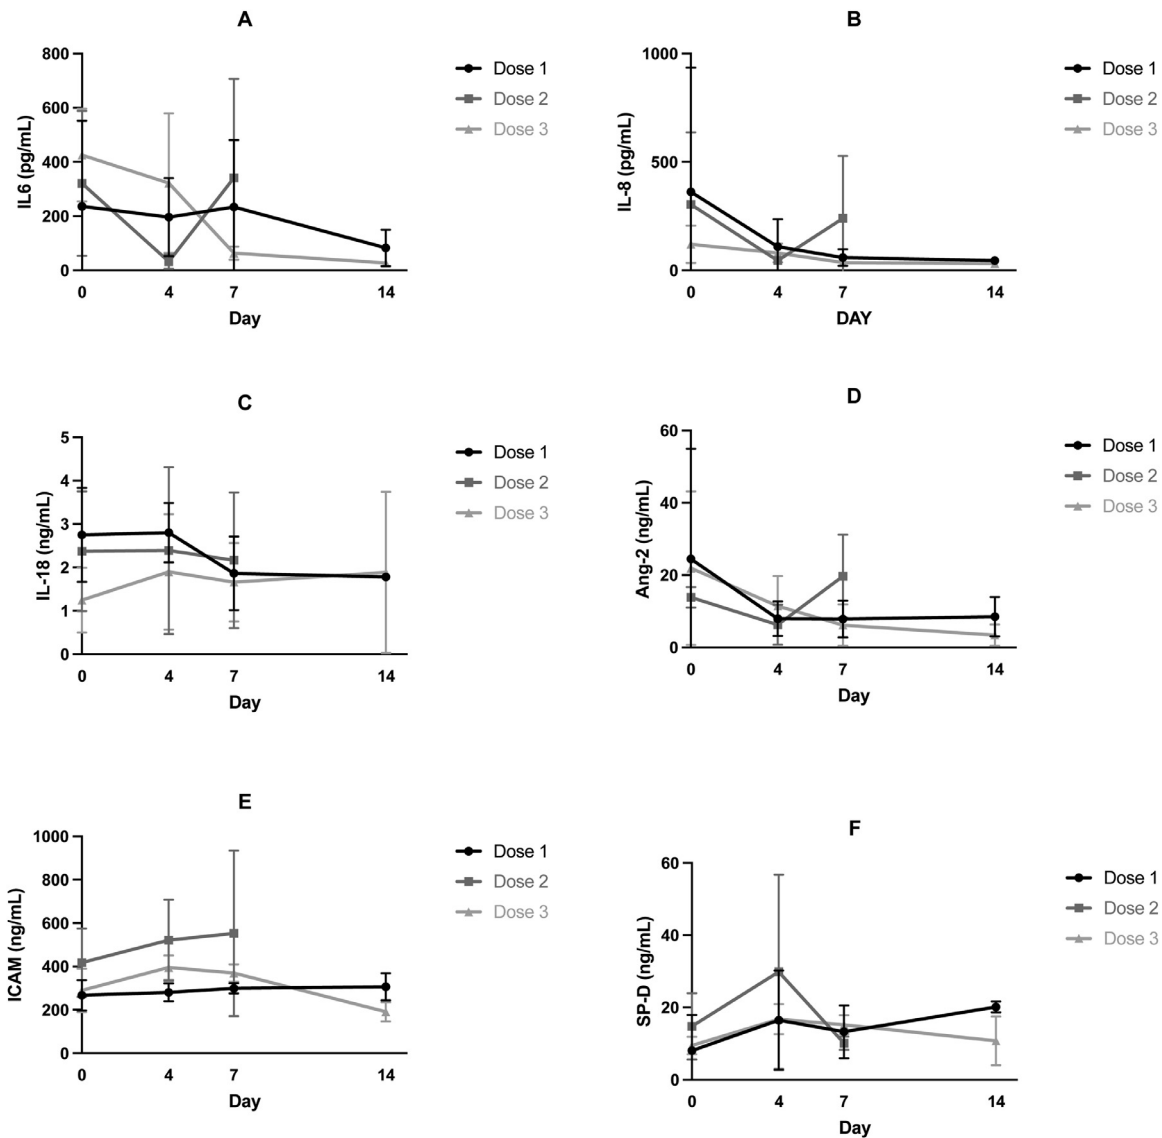 A
800
600
400
200
0
IL6 (pg/mL)
0 4 7 14
Day
Dose 1
Dose 2
Dose 3
B
1000
500
0
IL-8 (pg/mL)
0 4 7 14
DAY
Dose 1
Dose 2
Dose 3
C
5
4
3
2
1
0
IL-18 (ng/mL)
0 4 7 14
Day
Dose 1
Dose 2
Dose 3
D
60
40
20
0
Ang-2 (ng/mL)
0 4 7 14
Day
Dose 1
Dose 2
Dose 3
E
1000
800
600
400
200
0
ICAM (ng/mL)
0 4 7 14
Day
Dose 1
Dose 2
Dose 3
F
60
40
20
0
SP-D (ng/mL)
0 4 7 14
Day
Dose 1
Dose 2
Dose 3